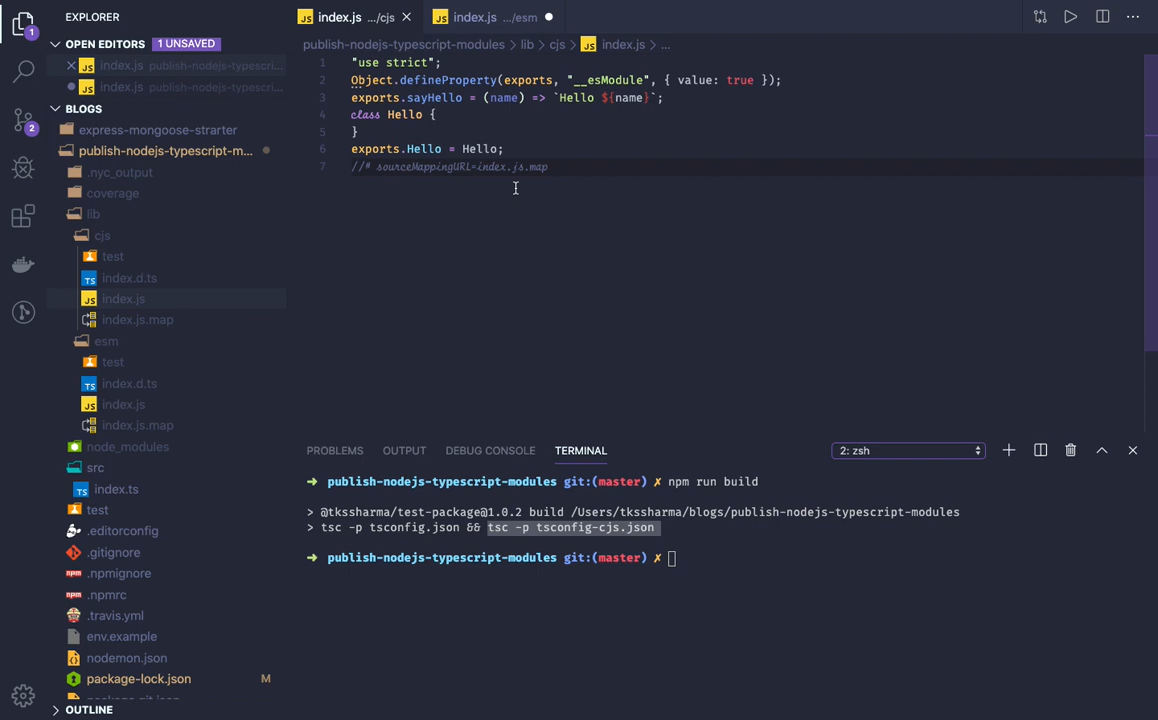 EXPLORER
OPEN EDITORS 1 UNSAVED
index.js publish-nodejs-typescri...
index.js publish-nodejs-typescri...
BLOGS
express-mongoose-strarter
publish-nodejs-typescript-m...
.nyc_output
coverage
lib
cjs
test
index.d.ts
index.js
index.js.map
esm
test
index.d.ts
index.js
index.js.map
node_modules
src
index.ts
test
.editorconfig
.gitignore
.npmignore
.npmrc
.travis.yml
env.example
nodemon.json
package-lock.json M
OUTLINE
1
2
index.js .../cjs
index.js .../esm
publish-nodejs-typescript-modules > lib > cjs > index.js > ...
1 "use strict";
2 Object.defineProperty(exports, "__esModule", { value: true });
3 exports.sayHello = (name) => `Hello ${name}`;
4 class Hello {
5 }
6 exports.Hello = Hello;
7 //# sourceMappingURL=index.js.map
PROBLEMS OUTPUT DEBUG CONSOLE TERMINAL 2: zsh
➜ publish-nodejs-typescript-modules git:(master) ✗ npm run build
> @tkssharma/test-package@1.0.2 build /Users/tkssharma/blogs/publish-nodejs-typescript-modules
> tsc -p tsconfig.json && tsc -p tsconfig-cjs.json
➜ publish-nodejs-typescript-modules git:(master) ✗